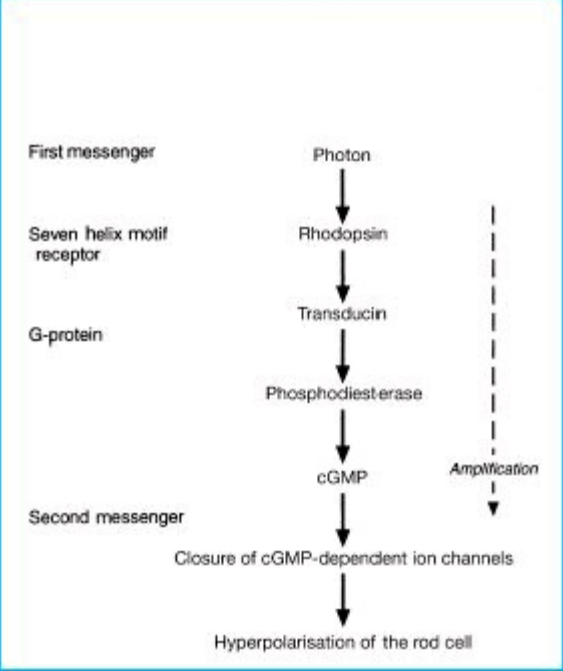 First messenger
Photon
Seven helix motif
receptor
Rhodopsin
Transducin
G-protein
Phosphodiesterase
cGMP
Amplification
Second messenger
Closure of cGMP-dependent ion channels
Hyperpolarisation of the rod cell